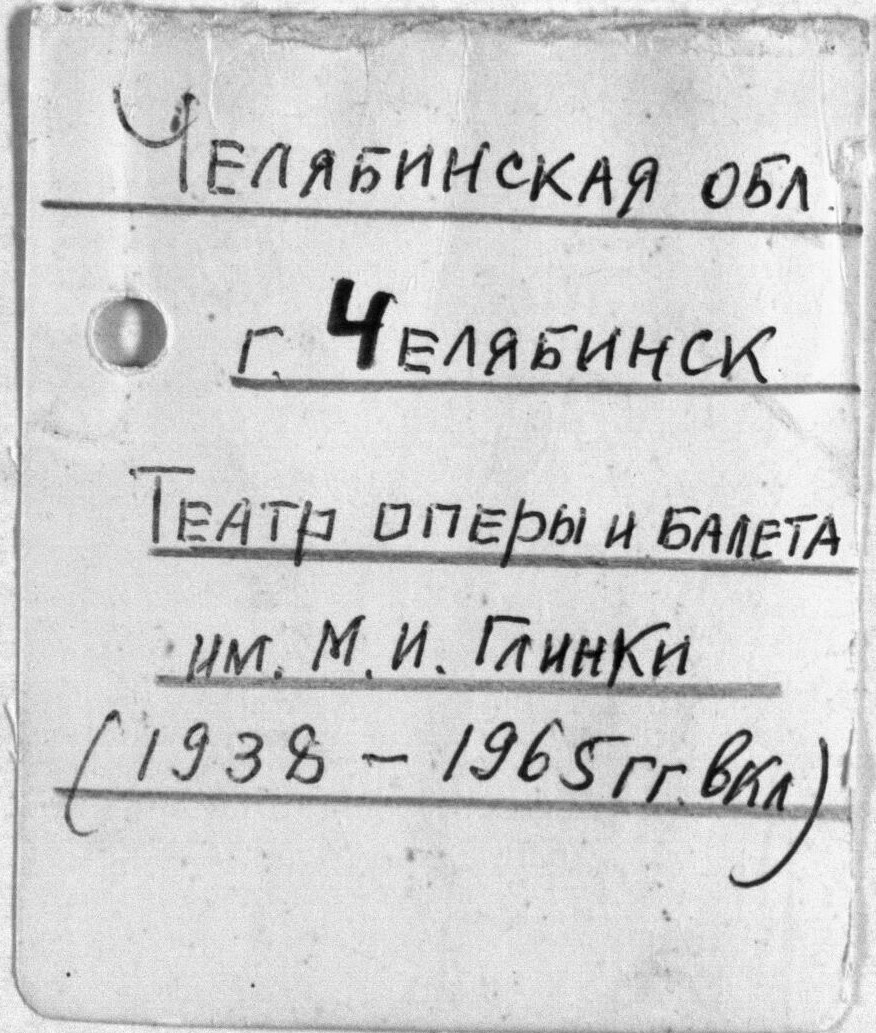 Челябинская обл.
г. Челябинск
Театр оперы и балета
им. М. И. Глинки
(1938 – 1965 гг. вкл)